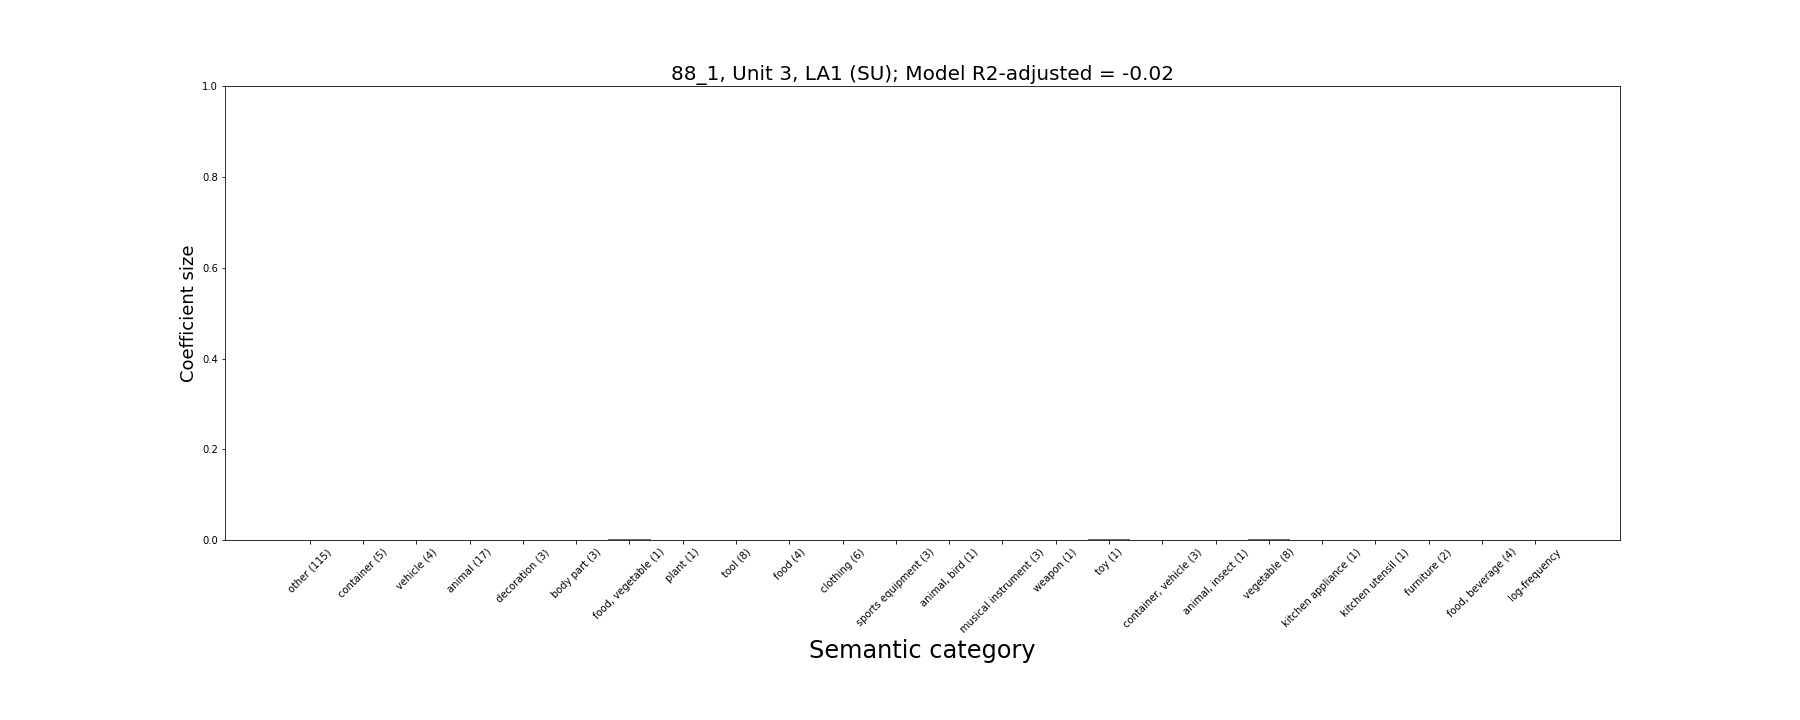 88_1, Unit 3, LA1 (SU); Model R2-adjusted = -0.02
1.0
0.8
0.6
0.4
0.2
0.0
Coefficient size
other (115)
container (5)
vehicle (4)
animal (17)
decoration (3)
body part (3)
food, vegetable (1)
plant (1)
tool (8)
food (4)
clothing (6)
sports equipment (3)
animal, bird (1)
musical instrument (3)
weapon (1)
toy (1)
container, vehicle (3)
animal, insect (1)
vegetable (8)
kitchen appliance (1)
kitchen utensil (1)
furniture (2)
food, beverage (4)
log-frequency
Semantic category